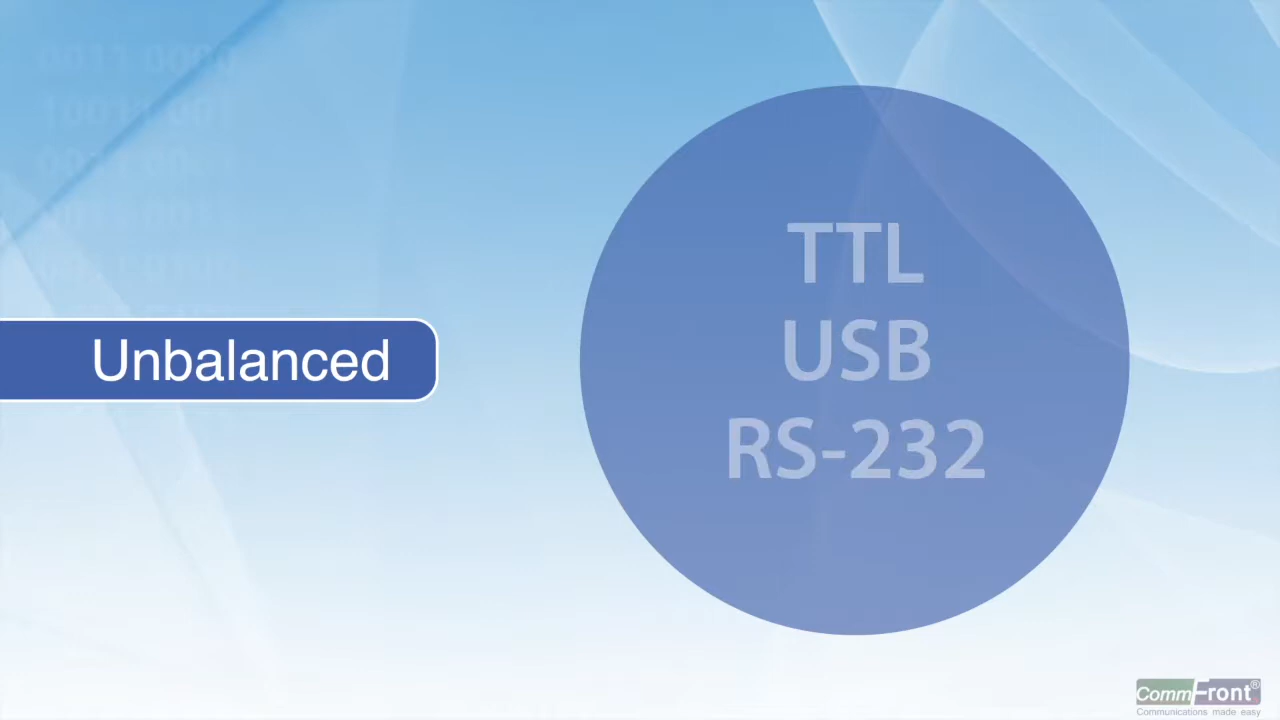 Unbalanced
TTL
USB
RS-232
CommFront®
Communications made easy